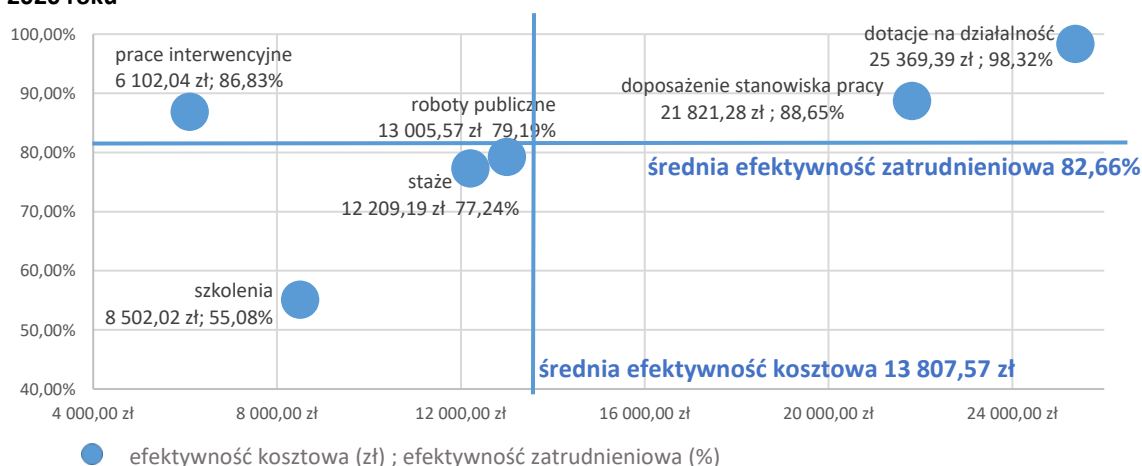 100,00%
90,00%
80,00%
70,00%
60,00%
50,00%
40,00%
prace interwencyjne
6 102,04 zł; 86,83%
roboty publiczne
13 005,57 zł 79,19%
dotacje na działalność
25 369,39 zł ; 98,32%
doposażenie stanowiska pracy
21 821,28 zł ; 88,65%
średnia efektywność zatrudnieniowa 82,66%
staże
12 209,19 zł 77,24%
szkolenia
8 502,02 zł; 55,08%
średnia efektywność kosztowa 13 807,57 zł
4 000,00 zł 8 000,00 zł 12 000,00 zł 16 000,00 zł 20 000,00 zł 24 000,00 zł
efektywność kosztowa (zł) ; efektywność zatrudnieniowa (%)